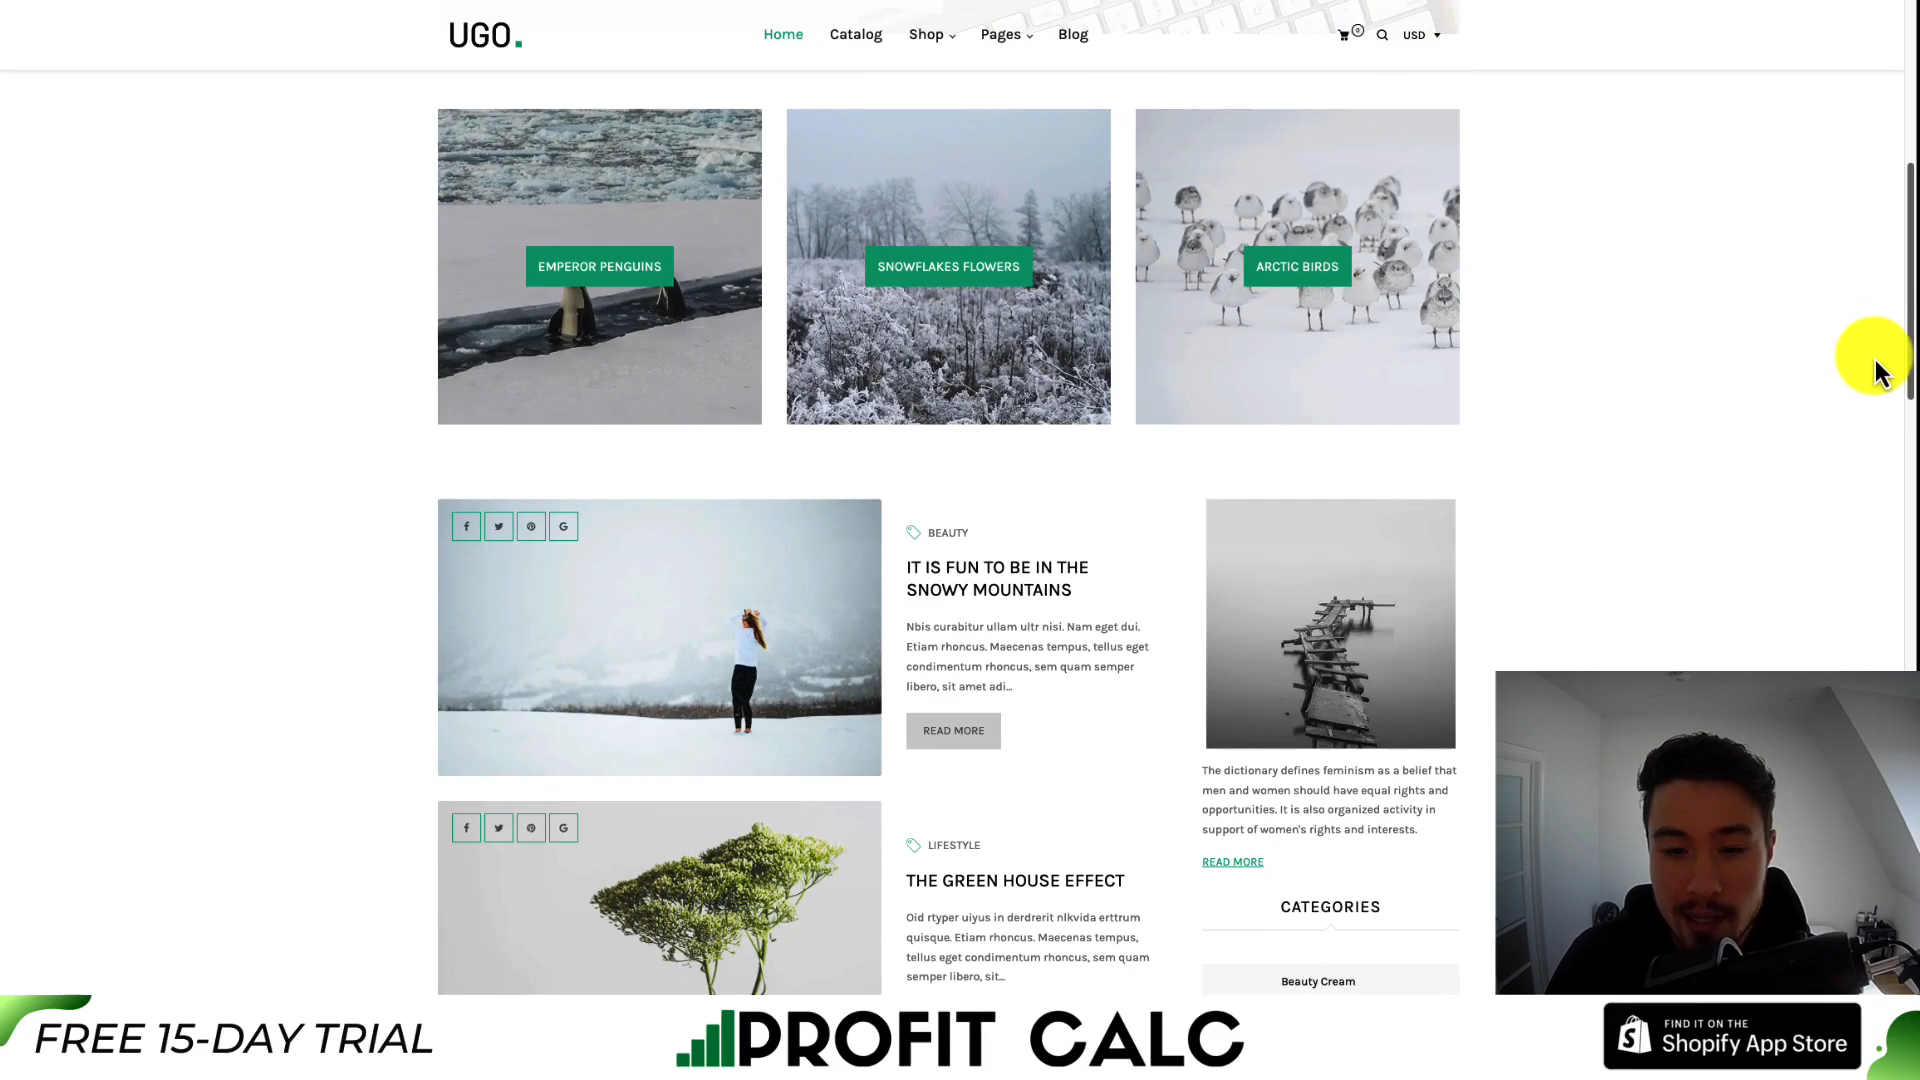 UGO.
Home Catalog Shop Pages Blog
0
USD
EMPEROR PENGUINS
SNOWFLAKES FLOWERS
ARCTIC BIRDS
BEAUTY
IT IS FUN TO BE IN THE
SNOWY MOUNTAINS
Nbis curabitur ullam ultr nisi. Nam eget dui.
Etiam rhoncus. Maecenas tempus, tellus eget
condimentum rhoncus, sem quam semper
libero, sit amet adi...
READ MORE
LIFESTYLE
THE GREEN HOUSE EFFECT
Oid rtyper uiyus in derdrerit nlkvida erttrum
quisque. Etiam rhoncus. Maecenas tempus,
tellus eget condimentum rhoncus, sem quam
semper libero, sit...
The dictionary defines feminism as a belief that
men and women should have equal rights and
opportunities. It is also organized activity in
support of women's rights and interests.
READ MORE
CATEGORIES
Beauty Cream
FREE 15-DAY TRIAL
PROFIT CALC
FIND IT ON THE
Shopify App Store